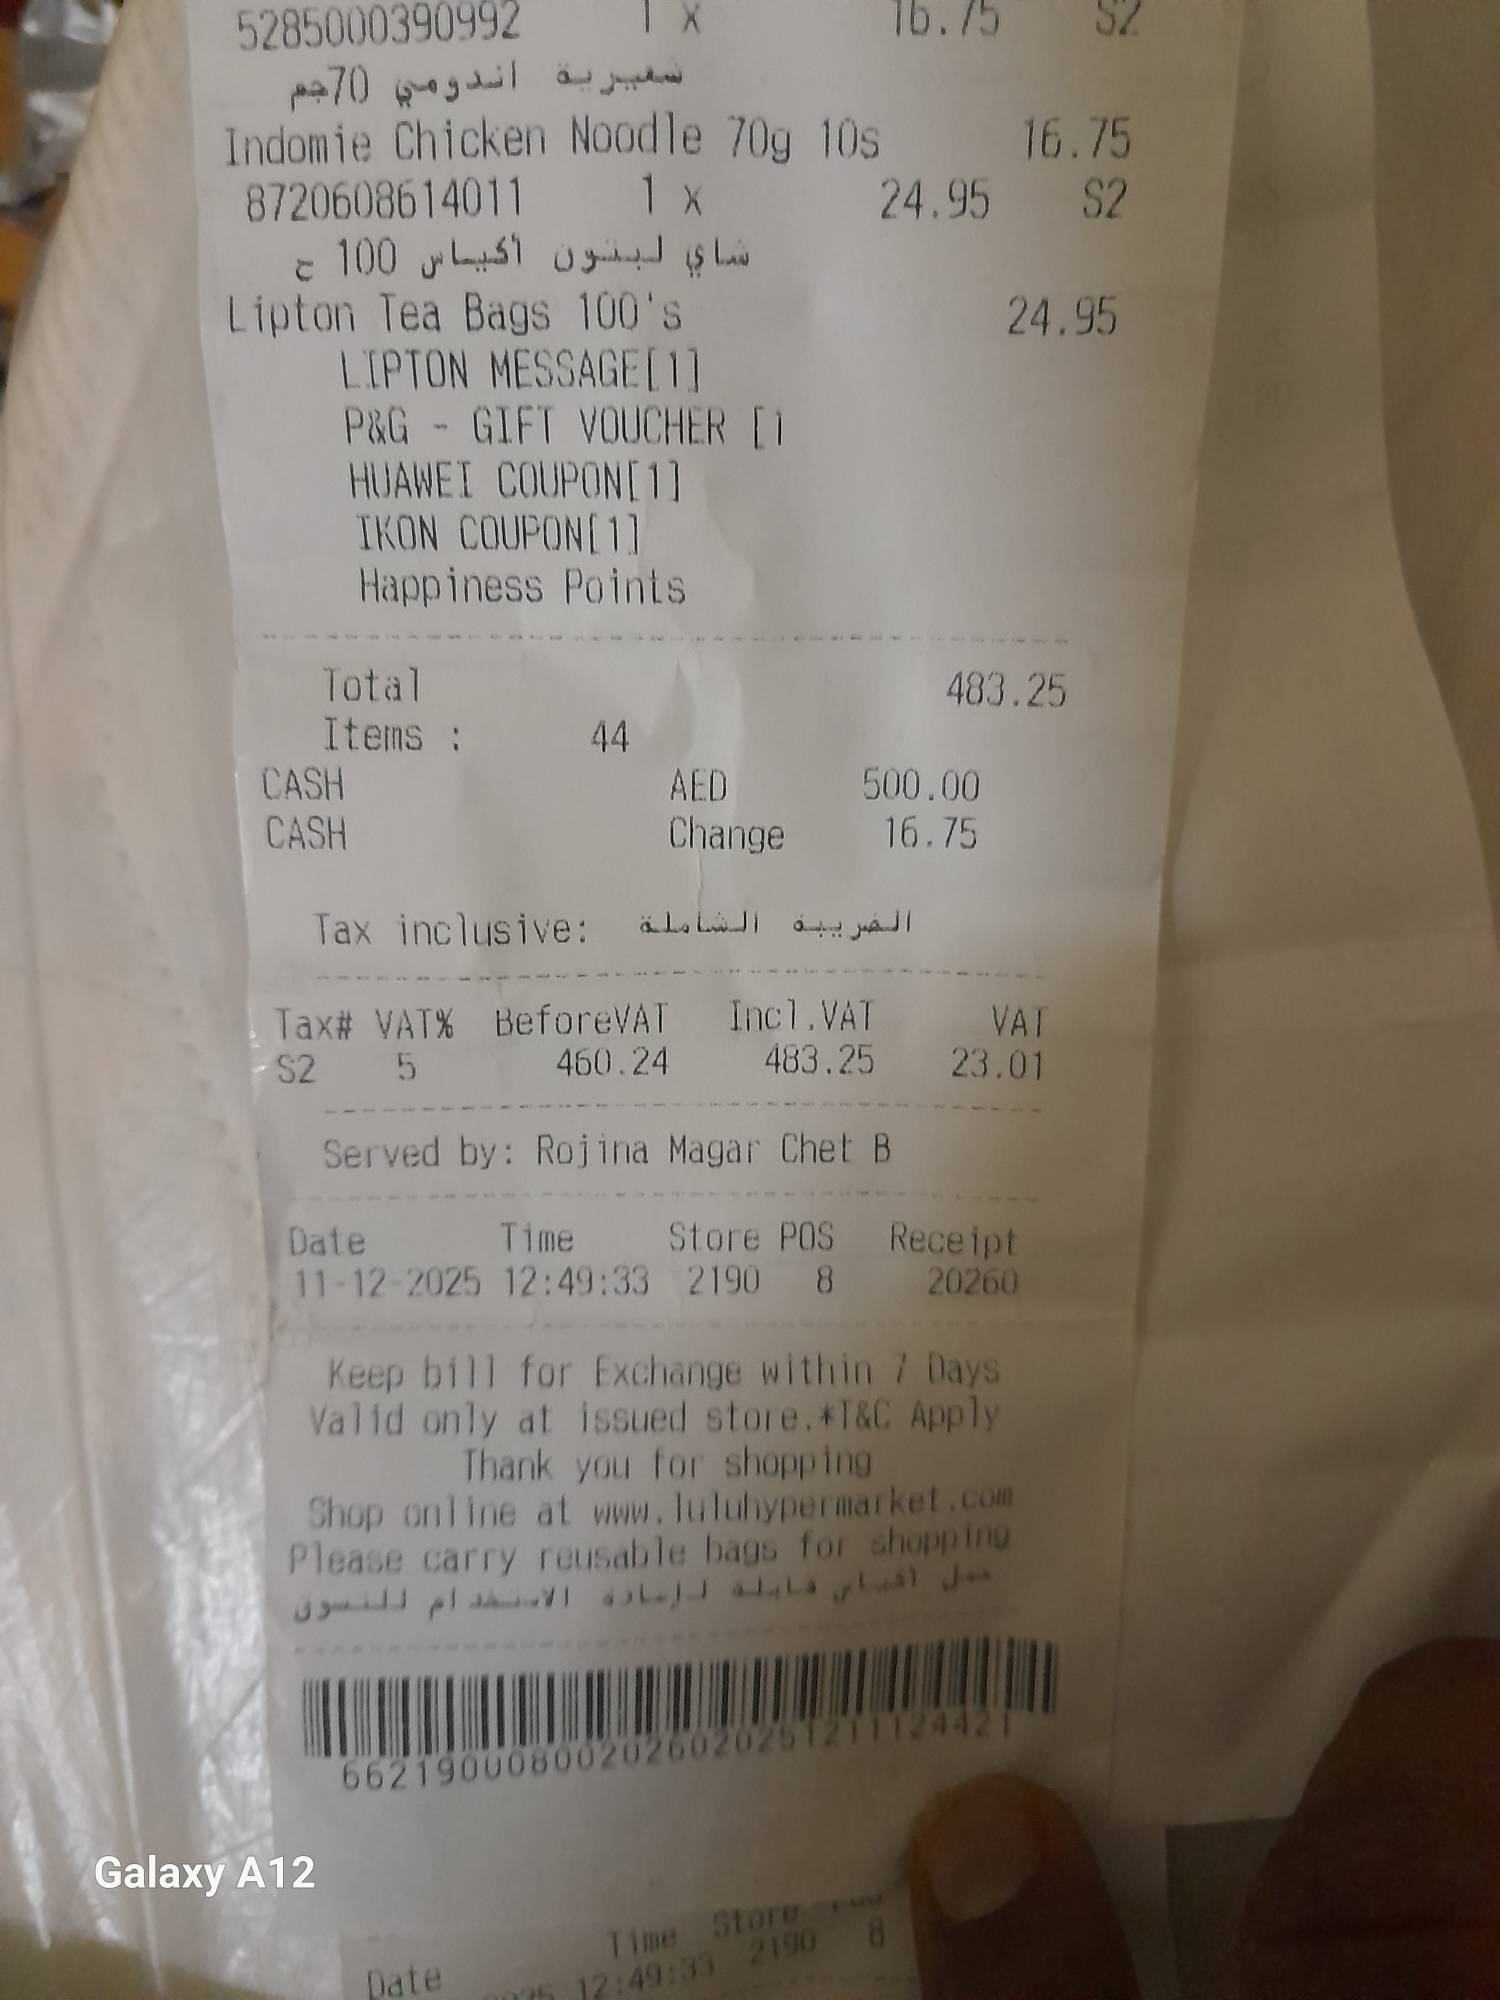 5285000390992 1 x 16.75 S2
شعيرية اندومي 70جم
Indomie Chicken Noodle 70g 10s 16.75
8720608614011 1 x 24.95 S2
شاي ليبتون أكياس 100 ح
Lipton Tea Bags 100's 24.95
LIPTON MESSAGE[1]
P&G - GIFT VOUCHER [1
HUAWEI COUPON[1]
IKON COUPON[1]
Happiness Points
Total 483.25
Items : 44
CASH AED 500.00
CASH Change 16.75
Tax inclusive: الضريبة الشاملة
Tax# VAT% BeforeVAT Incl.VAT VAT
S2 5 460.24 483.25 23.01
Served by: Rojina Magar Chet B
Date Time Store POS Receipt
11-12-2025 12:49:33 2190 8 20260
Keep bill for Exchange within 7 Days
Valid only at issued store.*T&C Apply
Thank you for shopping
Shop online at www.luluhypermarket.com
Please carry reusable bags for shopping
حمل أكياس قابلة لإعادة الاستخدام للتسوق
662190008002026020251211124421
Galaxy A12
Date Time Store
12:49:33 2190 8